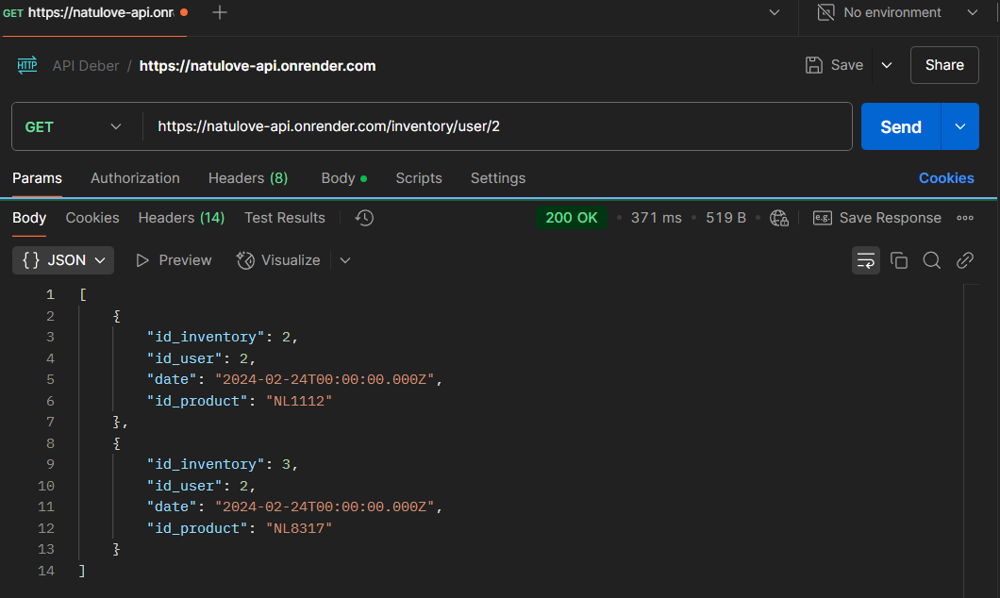 GET https://natulove-api.onr
No environment
HTTP API Deber / https://natulove-api.onrender.com
Save
Share
GET
https://natulove-api.onrender.com/inventory/user/2
Send
Params Authorization Headers (8) Body Scripts Settings Cookies
Body Cookies Headers (14) Test Results 200 OK • 371 ms • 519 B • e.g. Save Response
{} JSON Preview Visualize
1 [
2 {
3 "id_inventory": 2,
4 "id_user": 2,
5 "date": "2024-02-24T00:00:00.000Z",
6 "id_product": "NL1112"
7 },
8 {
9 "id_inventory": 3,
10 "id_user": 2,
11 "date": "2024-02-24T00:00:00.000Z",
12 "id_product": "NL8317"
13 }
14 ]